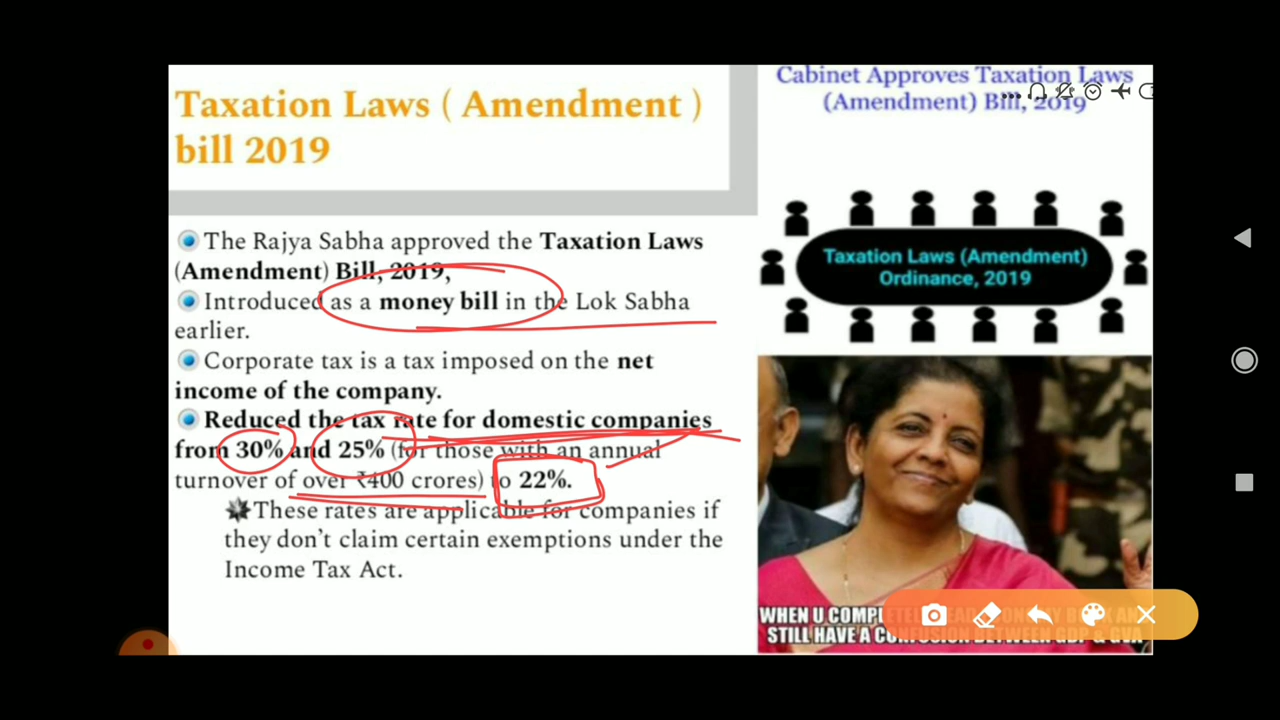 Taxation Laws ( Amendment )
bill 2019
The Rajya Sabha approved the Taxation Laws
(Amendment) Bill, 2019,
Introduced as a money bill in the Lok Sabha
earlier.
Corporate tax is a tax imposed on the net
income of the company.
Reduced the tax rate for domestic companies
from 30% and 25% (for those with an annual
turnover of over ₹400 crores) to 22%.
These rates are applicable for companies if
they don't claim certain exemptions under the
Income Tax Act.
Cabinet Approves Taxation Laws
(Amendment) Bill, 2019
Taxation Laws (Amendment)
Ordinance, 2019
WHEN U
STILL HAVE A CONFUSION BETWEEN GDP & GVA